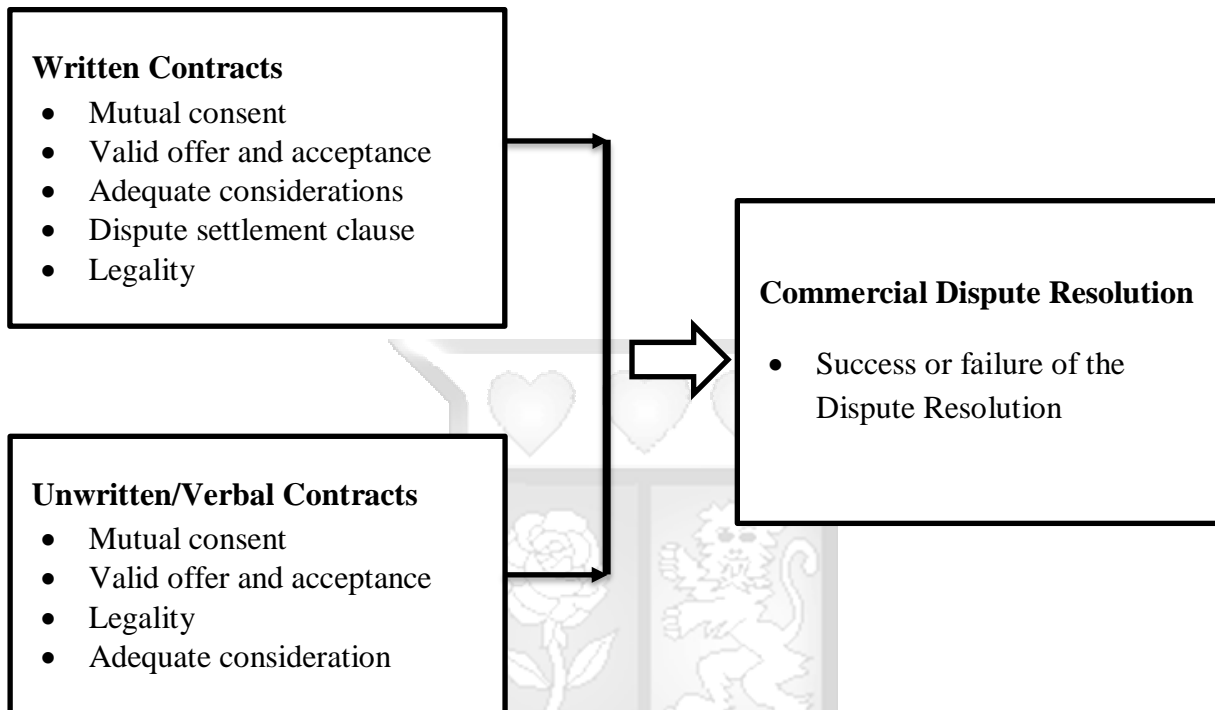 Written Contracts
• Mutual consent
• Valid offer and acceptance
• Adequate considerations
• Dispute settlement clause
• Legality
Commercial Dispute Resolution
• Success or failure of the
Dispute Resolution
Unwritten/Verbal Contracts
• Mutual consent
• Valid offer and acceptance
• Legality
• Adequate consideration